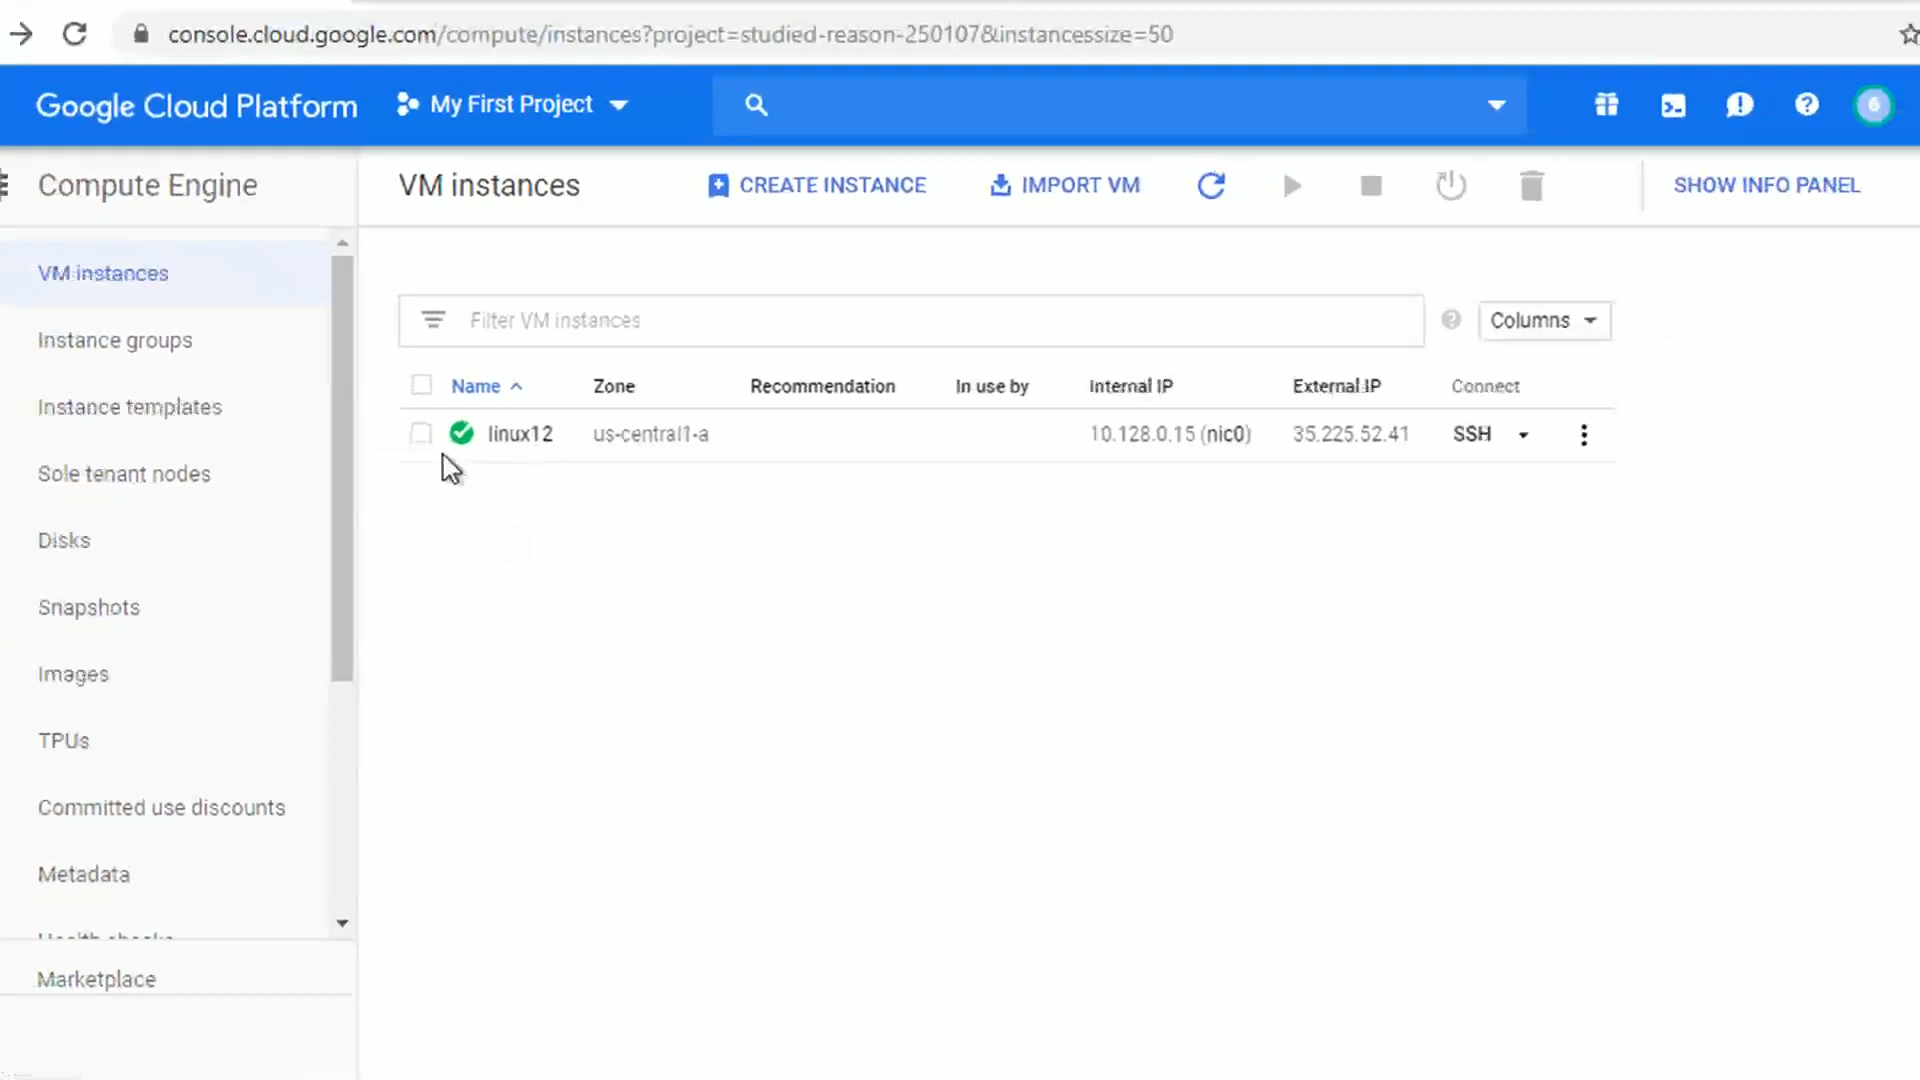 console.cloud.google.com/compute/instances?project=studied-reason-250107&instancessize=50
Google Cloud Platform
My First Project
6
Compute Engine
VM instances
CREATE INSTANCE
IMPORT VM
SHOW INFO PANEL
VM instances
Instance groups
Instance templates
Sole tenant nodes
Disks
Snapshots
Images
TPUs
Committed use discounts
Metadata
Health checks
Marketplace
Filter VM instances
Columns
Name Zone Recommendation In use by Internal IP External IP Connect
linux12 us-central1-a 10.128.0.15 (nic0) 35.225.52.41 SSH